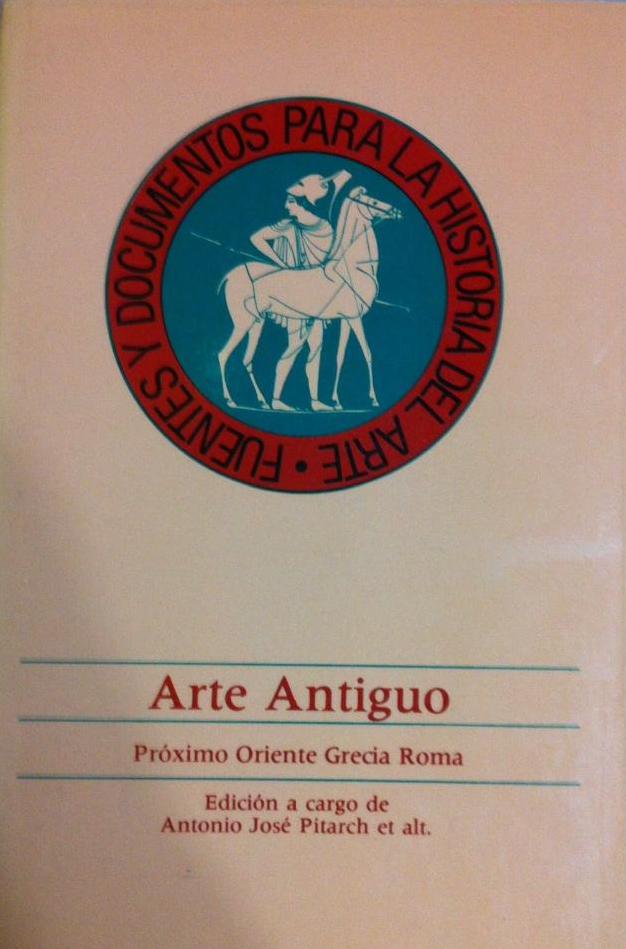 FUENTES Y DOCUMENTOS PARA LA HISTORIA DEL ARTE •
Arte Antiguo
Próximo Oriente Grecia Roma
Edición a cargo de
Antonio José Pitarch et alt.